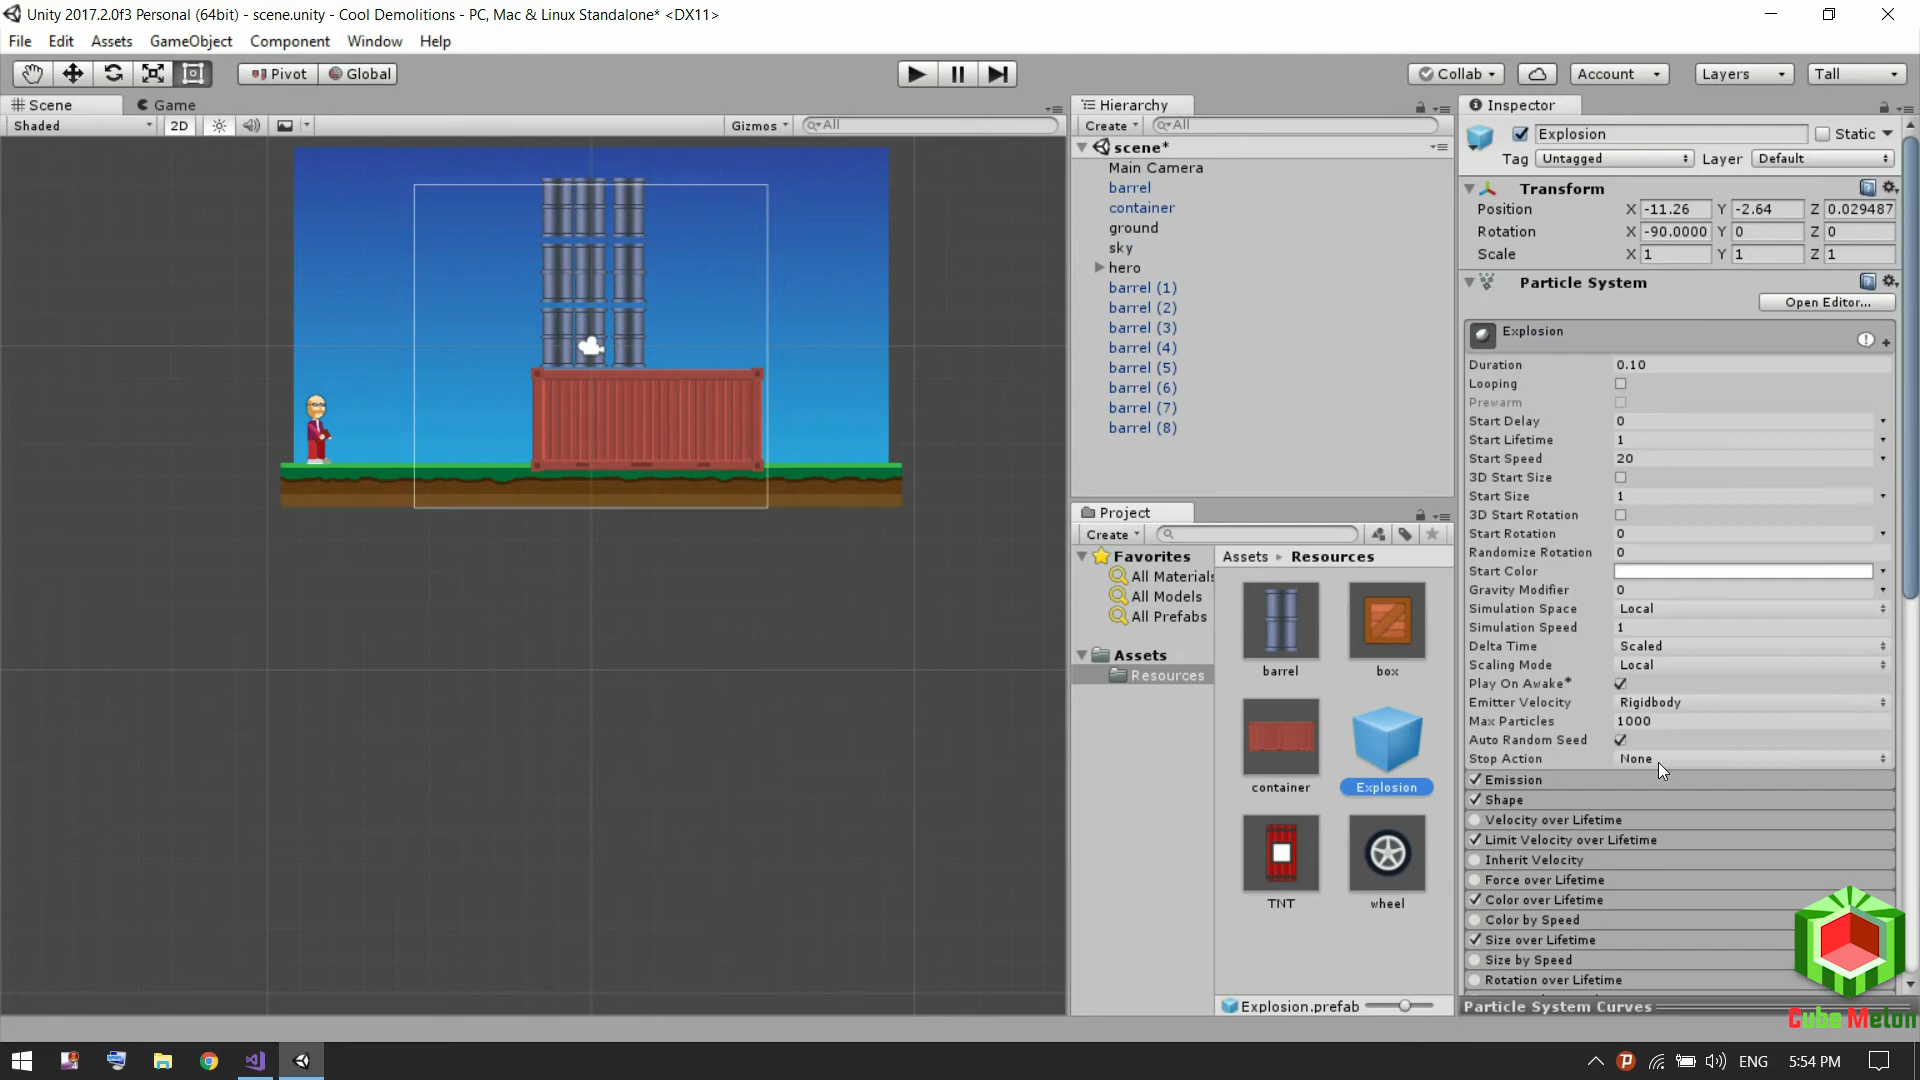 Unity 2017.2.0f3 Personal (64bit) - scene.unity - Cool Demolitions - PC, Mac & Linux Standalone* <DX11>
File Edit Assets GameObject Component Window Help
Pivot Global Collab Account Layers Tall
Scene Game
Shaded 2D Gizmos All
Hierarchy
Create All
scene*
Main Camera
barrel
container
ground
sky
hero
barrel (1)
barrel (2)
barrel (3)
barrel (4)
barrel (5)
barrel (6)
barrel (7)
barrel (8)
Project
Create
Favorites
All Materials
All Models
All Prefabs
Assets
Resources
Assets Resources
barrel box
container Explosion
TNT wheel
Explosion.prefab
Inspector
Explosion Static
Tag Untagged Layer Default
Transform
Position X -11.26 Y -2.64 Z 0.029487
Rotation X -90.0000 Y 0 Z 0
Scale X 1 Y 1 Z 1
Particle System
Open Editor...
Explosion
Duration 0.10
Looping
Prewarm
Start Delay 0
Start Lifetime 1
Start Speed 20
3D Start Size
Start Size 1
3D Start Rotation
Start Rotation 0
Randomize Rotation 0
Start Color
Gravity Modifier 0
Simulation Space Local
Simulation Speed 1
Delta Time Scaled
Scaling Mode Local
Play On Awake*
Emitter Velocity Rigidbody
Max Particles 1000
Auto Random Seed
Stop Action None
Emission
Shape
Velocity over Lifetime
Limit Velocity over Lifetime
Inherit Velocity
Force over Lifetime
Color over Lifetime
Color by Speed
Size over Lifetime
Size by Speed
Rotation over Lifetime
Particle System Curves
Cube Melon
ENG 5:54 PM